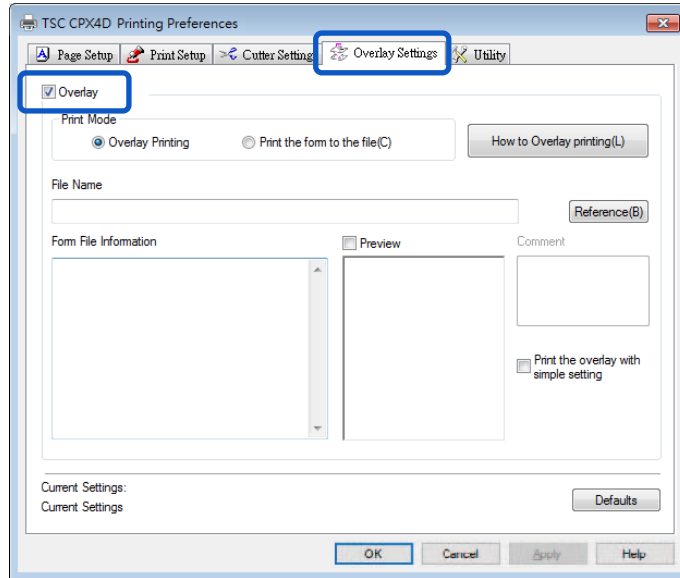 TSC CPX4D Printing Preferences
Page Setup Print Setup Cutter Setting Overlay Settings Utility
Overlay
Print Mode
Overlay Printing Print the form to the file(C) How to Overlay printing(L)
File Name
Reference(B)
Form File Information Preview Comment
Print the overlay with
simple setting
Current Settings:
Current Settings
Defaults
OK Cancel Apply Help